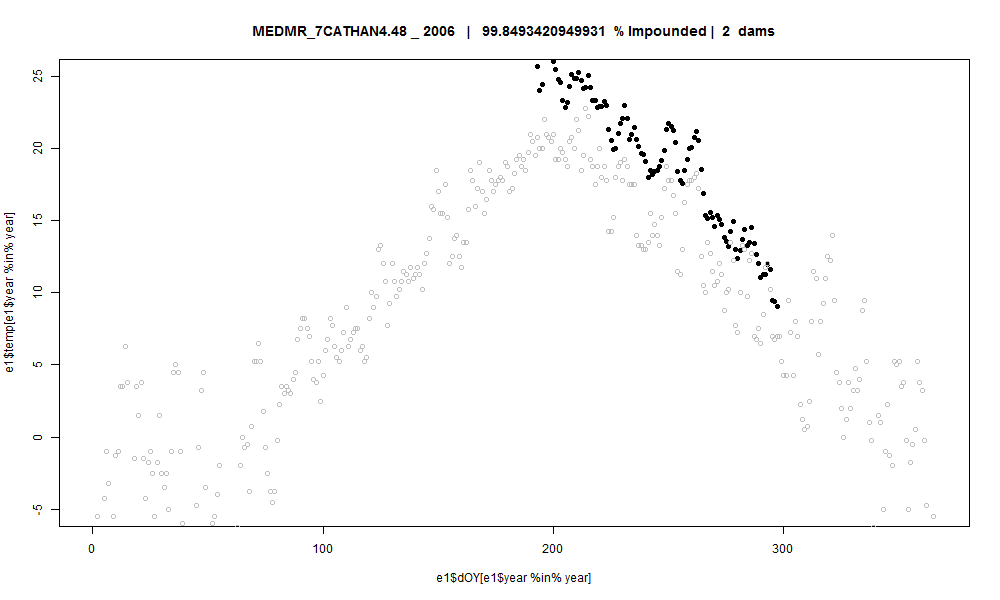 MEDMR_7CATHAN4.48 _ 2006 | 99.8493420949931 % Impounded | 2 dams
25
20
15
10
5
0
-5
e1$temp[e1$year %in% year]
0 100 200 300
e1$dOY[e1$year %in% year]